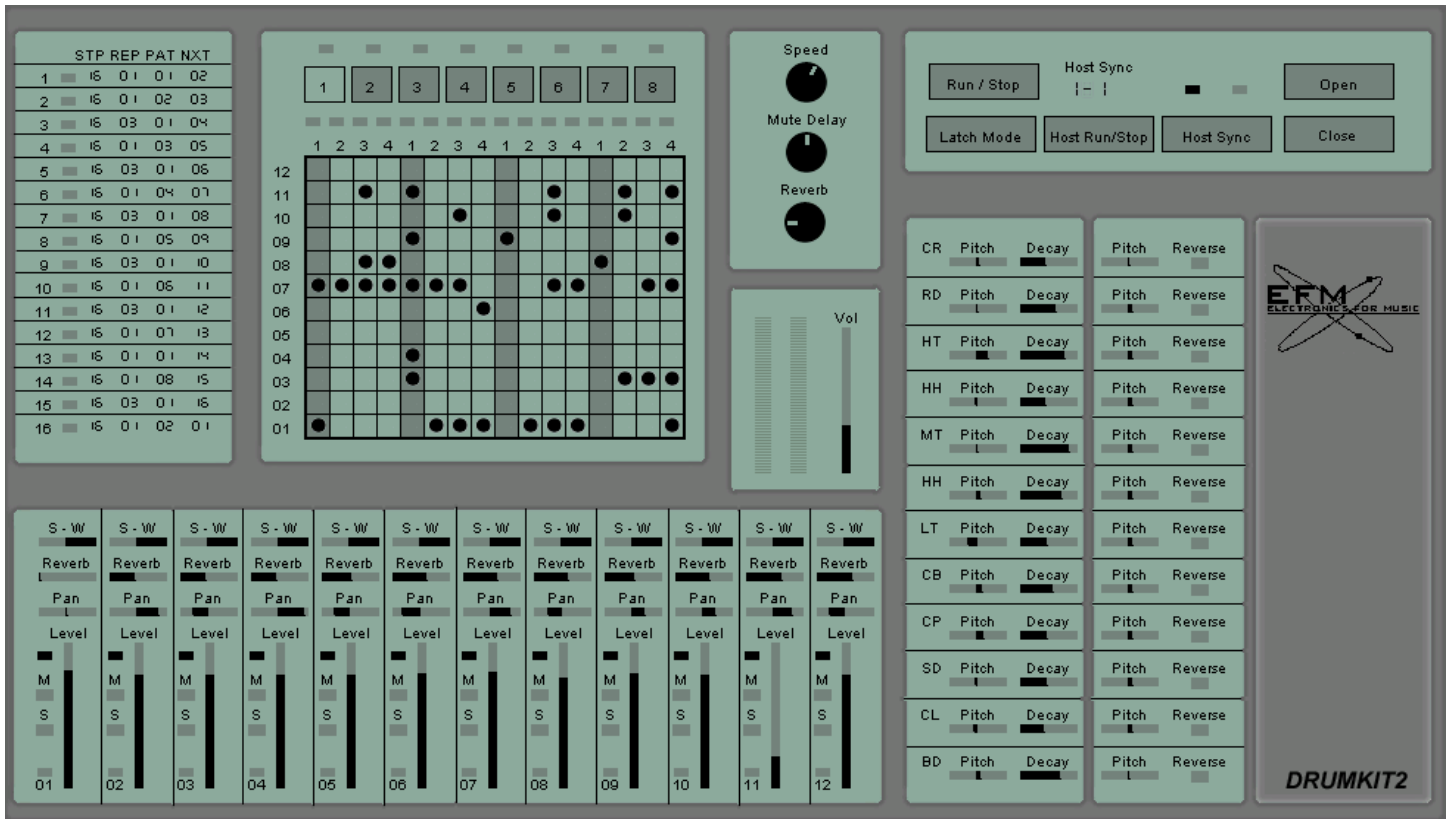 STP REP PAT NXT
1 16 01 01 02
2 16 01 02 03
3 16 03 01 04
4 16 01 03 05
5 16 03 01 06
6 16 01 04 07
7 16 03 01 08
8 16 01 05 09
9 16 03 01 10
10 16 01 06 11
11 16 03 01 12
12 16 01 07 13
13 16 01 01 14
14 16 01 08 15
15 16 03 01 16
16 16 01 02 01
1 2 3 4 5 6 7 8
1 2 3 4 1 2 3 4 1 2 3 4 1 2 3 4
12
11
10
09
08
07
06
05
04
03
02
01
Speed
Mute Delay
Reverb
Vol
Run / Stop
Host Sync
1- 1
Open
Latch Mode Host Run/Stop Host Sync Close
CR Pitch Decay Pitch Reverse
RD Pitch Decay Pitch Reverse
HT Pitch Decay Pitch Reverse
HH Pitch Decay Pitch Reverse
MT Pitch Decay Pitch Reverse
HH Pitch Decay Pitch Reverse
LT Pitch Decay Pitch Reverse
CB Pitch Decay Pitch Reverse
CP Pitch Decay Pitch Reverse
SD Pitch Decay Pitch Reverse
CL Pitch Decay Pitch Reverse
BD Pitch Decay Pitch Reverse
EFM
ELECTRONICS FOR MUSIC
DRUMKIT2
S - W S - W S - W S - W S - W S - W S - W S - W S - W S - W S - W S - W
Reverb Reverb Reverb Reverb Reverb Reverb Reverb Reverb Reverb Reverb Reverb Reverb
Pan Pan Pan Pan Pan Pan Pan Pan Pan Pan Pan Pan
Level Level Level Level Level Level Level Level Level Level Level Level
M M M M M M M M M M M M
S S S S S S S S S S S S
01 02 03 04 05 06 07 08 09 10 11 12